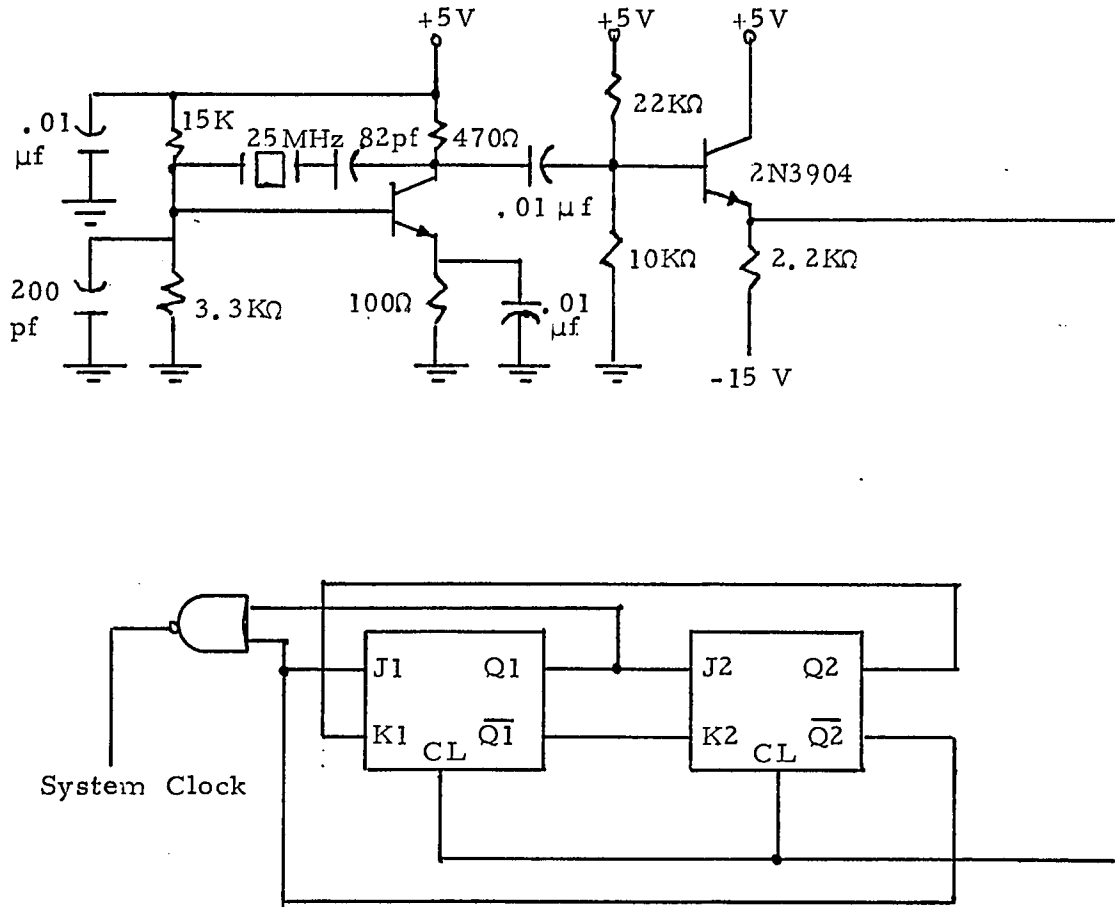 +5V
+5V
+5V
.01
μf
15K
25MHz
82pf
470Ω
22KΩ
2N3904
.01 μf
200
pf
3.3KΩ
100Ω
.01
μf
10KΩ
2.2KΩ
-15 V
J1
Q1
J2
Q2
K1
Q1
K2
Q2
CL
CL
System Clock